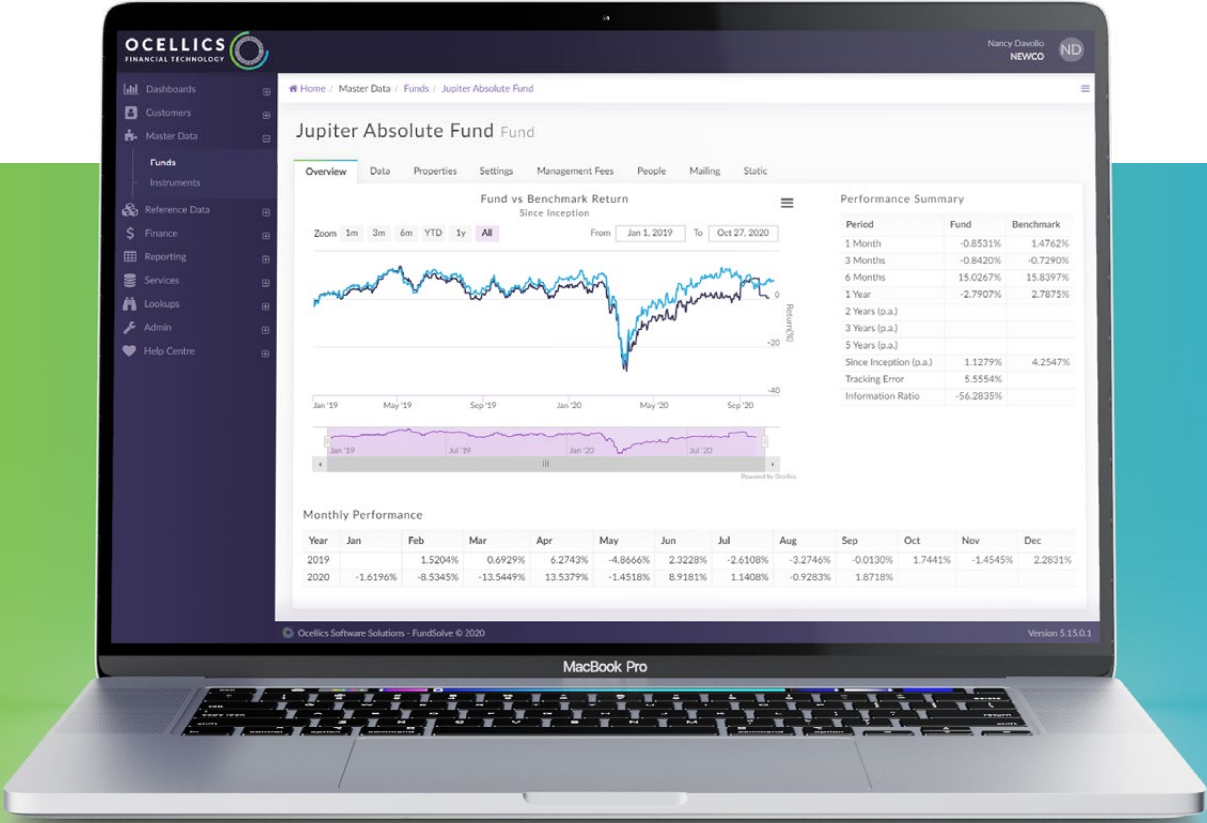 OCELLICS
FINANCIAL TECHNOLOGY
Nancy Davolio
NEWCO
ND
Dashboards
Customers
Master Data
Funds
Instruments
Reference Data
Finance
Reporting
Services
Lookups
Admin
Help Centre
Home / Master Data / Funds / Jupiter Absolute Fund
Jupiter Absolute Fund Fund
Overview Data Properties Settings Management Fees People Mailing Static
Fund vs Benchmark Return
Since Inception
Zoom 1m 3m 6m YTD 1y All From Jan 1, 2019 To Oct 27, 2020
0
-20
-40
Return(%)
Jan '19 May '19 Sep '19 Jan '20 May '20 Sep '20
Jan '19 Jul '19 Jan '20 Jul '20
Powered by Ocellics
Performance Summary
Period Fund Benchmark
1 Month -0.8531% 1.4762%
3 Months -0.8420% -0.7290%
6 Months 15.0267% 15.8397%
1 Year -2.7907% 2.7875%
2 Years (p.a.)
3 Years (p.a.)
5 Years (p.a.)
Since Inception (p.a.) 1.1279% 4.2547%
Tracking Error 5.5554%
Information Ratio -56.2835%
Monthly Performance
Year Jan Feb Mar Apr May Jun Jul Aug Sep Oct Nov Dec
2019 1.5204% 0.6929% 6.2743% -4.8666% 2.3228% -2.6108% -3.2746% -0.0130% 1.7441% -1.4545% 2.2831%
2020 -1.6196% -8.5345% -13.5449% 13.5379% -1.4518% 8.9181% 1.1408% -0.9283% 1.8718%
Ocellics Software Solutions - FundSolve © 2020
Version 5.15.0.1
MacBook Pro